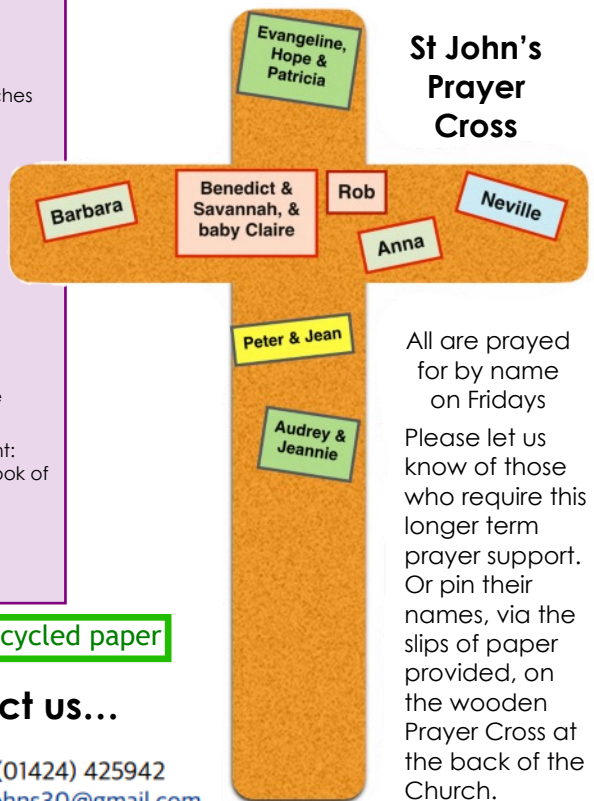 ches
e
nt:
ook of
cycled paper
ct us…
(01424) 425942
ohns30@gmail.com
Evangeline,
Hope &
Patricia
Barbara
Benedict &
Savannah, &
baby Claire
Rob
Anna
Neville
Peter & Jean
Audrey &
Jeannie
St John’s
Prayer
Cross
All are prayed
for by name
on Fridays
Please let us
know of those
who require this
longer term
prayer support.
Or pin their
names, via the
slips of paper
provided, on
the wooden
Prayer Cross at
the back of the
Church.